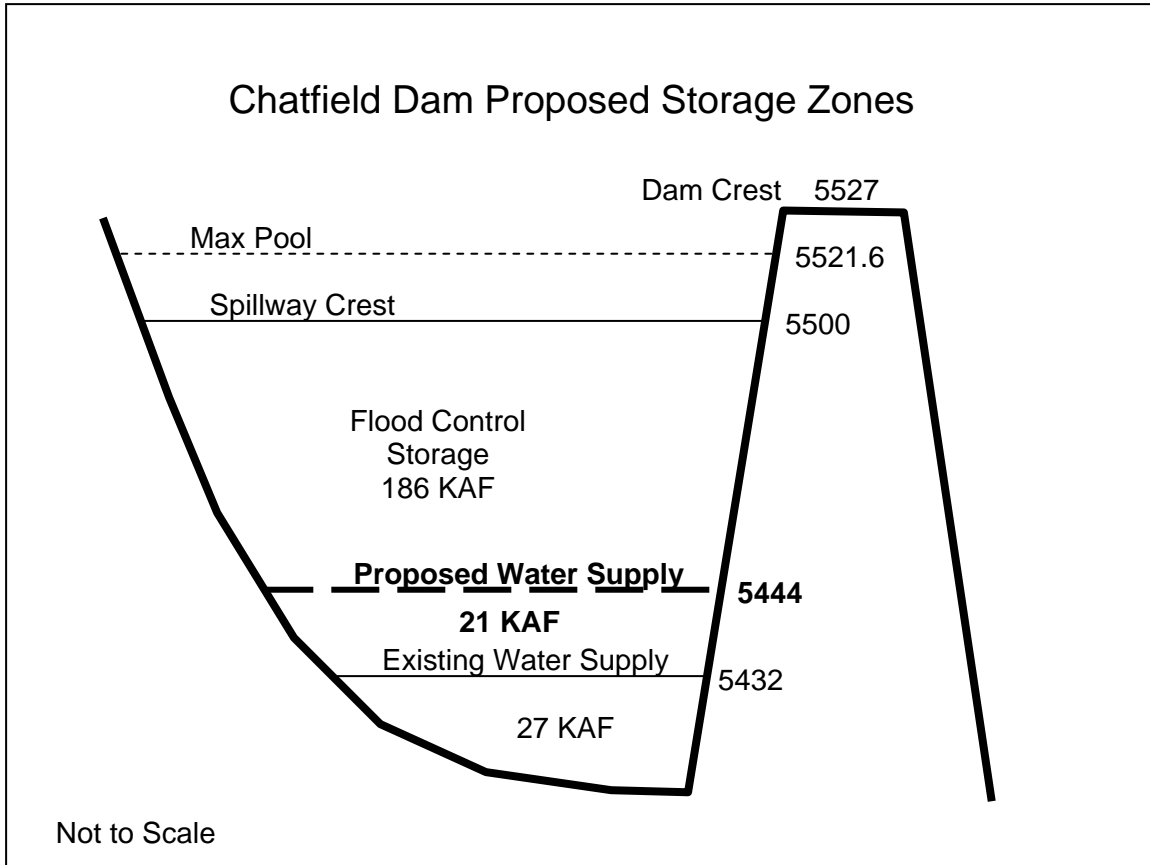 Chatfield Dam Proposed Storage Zones
Dam Crest 5527
Max Pool
5521.6
Spillway Crest
5500
Flood Control
Storage
186 KAF
Proposed Water Supply
5444
21 KAF
Existing Water Supply
5432
27 KAF
Not to Scale